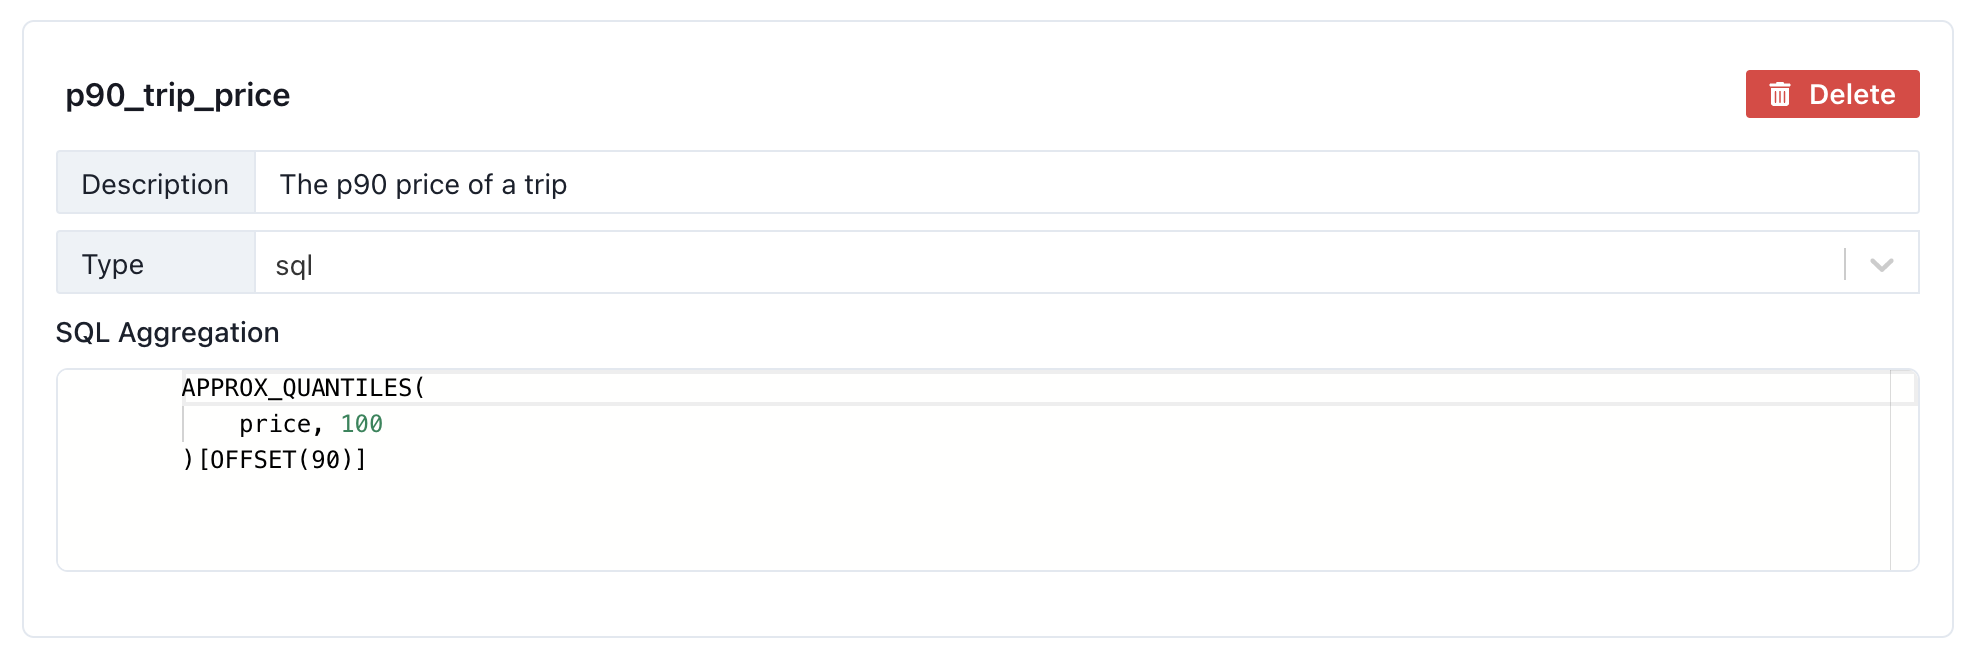 p90_trip_price
Delete
Description
The p90 price of a trip
Type
sql
SQL Aggregation
APPROX_QUANTILES(
    price, 100
)[OFFSET(90)]